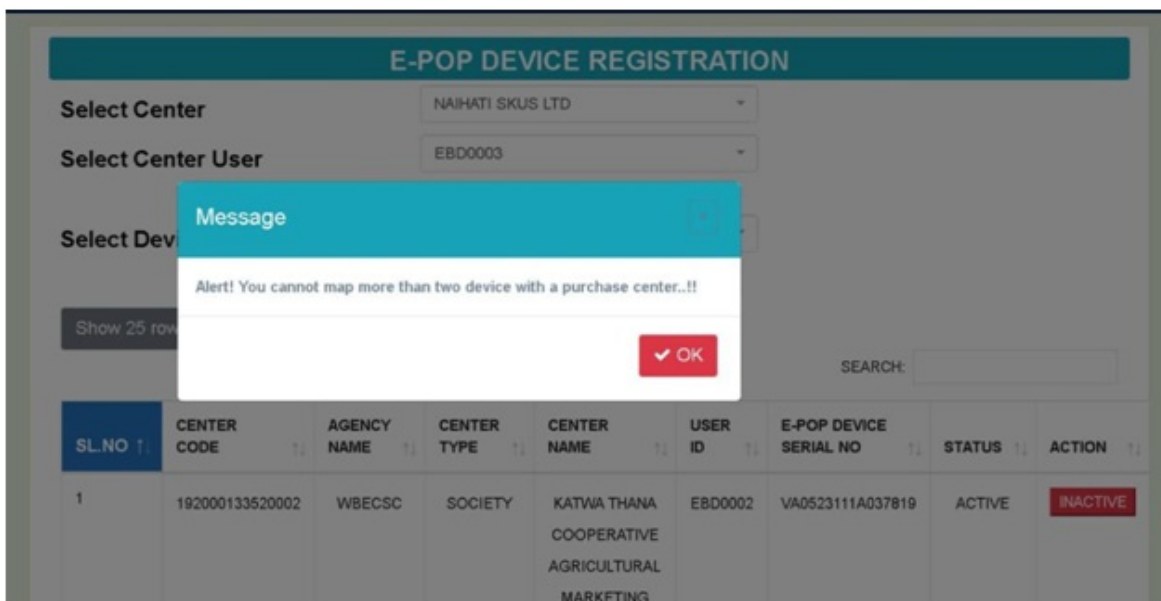 E-POP DEVICE REGISTRATION
Select Center NAIHATI SKUS LTD
Select Center User EBD0003
Message
Select Devi
Alert! You cannot map more than two device with a purchase center..!!
Show 25 row
OK
SEARCH:
SL.NO CENTER CODE AGENCY NAME CENTER TYPE CENTER NAME USER ID E-POP DEVICE SERIAL NO STATUS ACTION
1 192000133520002 WBECSC SOCIETY KATWA THANA EBD0002 VA0523111A037819 ACTIVE INACTIVE
COOPERATIVE
AGRICULTURAL
MARKETING